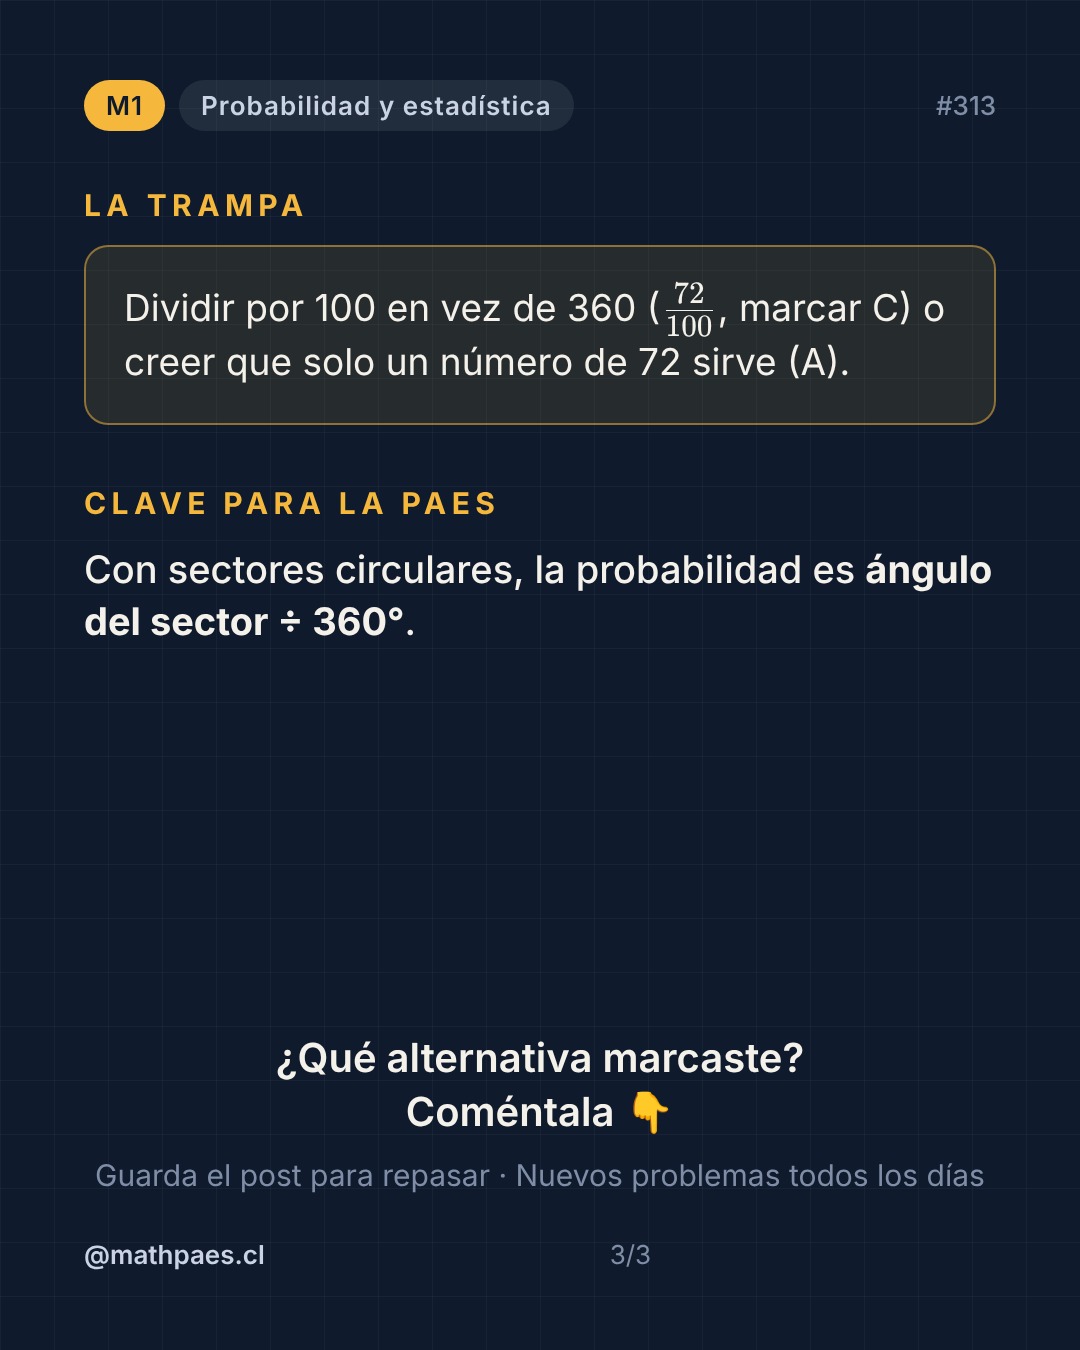 M1 Probabilidad y estadística #313
LA TRAMPA
Dividir por 100 en vez de 360 (72/100, marcar C) o
creer que solo un número de 72 sirve (A).
CLAVE PARA LA PAES
Con sectores circulares, la probabilidad es ángulo
del sector ÷ 360°.
¿Qué alternativa marcaste?
Coméntala 👇
Guarda el post para repasar · Nuevos problemas todos los días
@mathpaes.cl 3/3